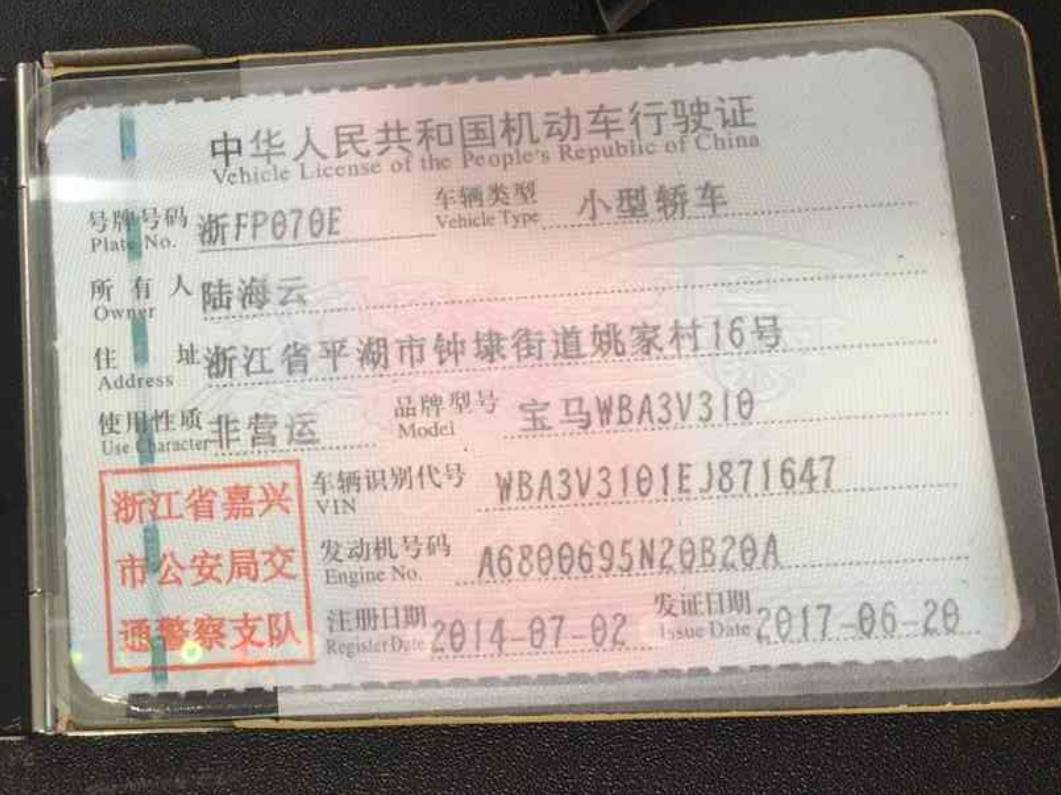 中华人民共和国机动车行驶证
Vehicle License of the People's Republic of China
号牌号码 浙FP070E 车辆类型 小型轿车
Plate No. Vehicle Type
所有人 陆海云
Owner
住址 浙江省平湖市钟埭街道姚家村16号
Address
使用性质 非营运 品牌型号 宝马WBA3V310
Use Character Model
浙江省嘉兴
市公安局交
通警察支队
车辆识别代号 WBA3V3101EJ871647
VIN
发动机号码 A6800695N20B20A
Engine No.
注册日期 2014-07-02 发证日期 2017-06-20
Register Date Issue Date